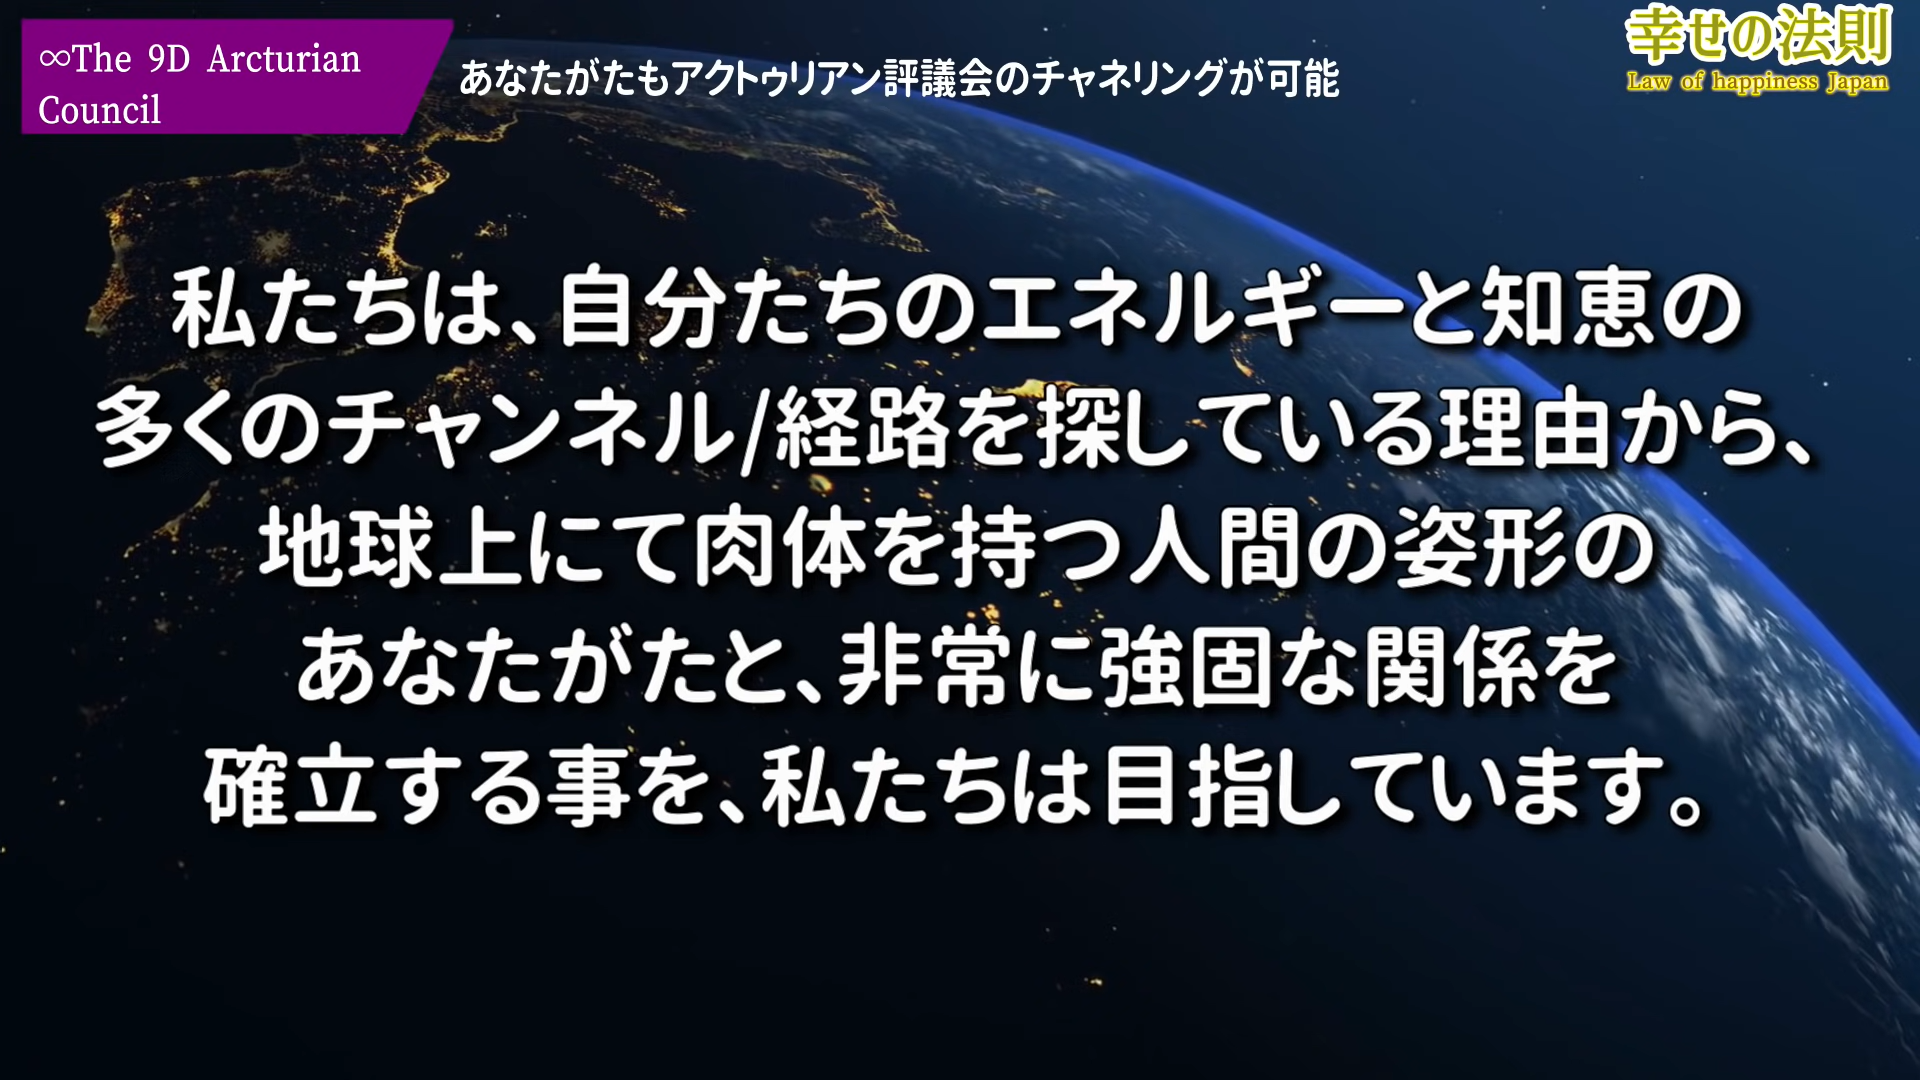 ∞The 9D Arcturian
Council
あなたがたもアクトゥリアン評議会のチャネリングが可能
幸せの法則
Law of happiness Japan
私たちは、自分たちのエネルギーと知恵の
多くのチャンネル/経路を探している理由から、
地球上にて肉体を持つ人間の姿形の
あなたがたと、非常に強固な関係を
確立する事を、私たちは目指しています。